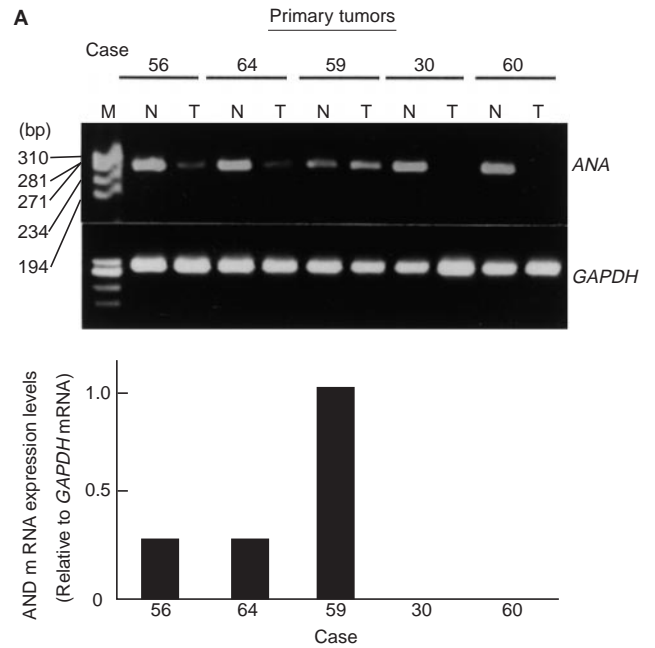 A
Primary tumors
Case
56 64 59 30 60
M N T N T N T N T N T
(bp)
310
281
271
234
194
ANA
GAPDH
AND m RNA expression levels
(Relative to GAPDH mRNA)
1.0
0.5
0
56 64 59 30 60
Case